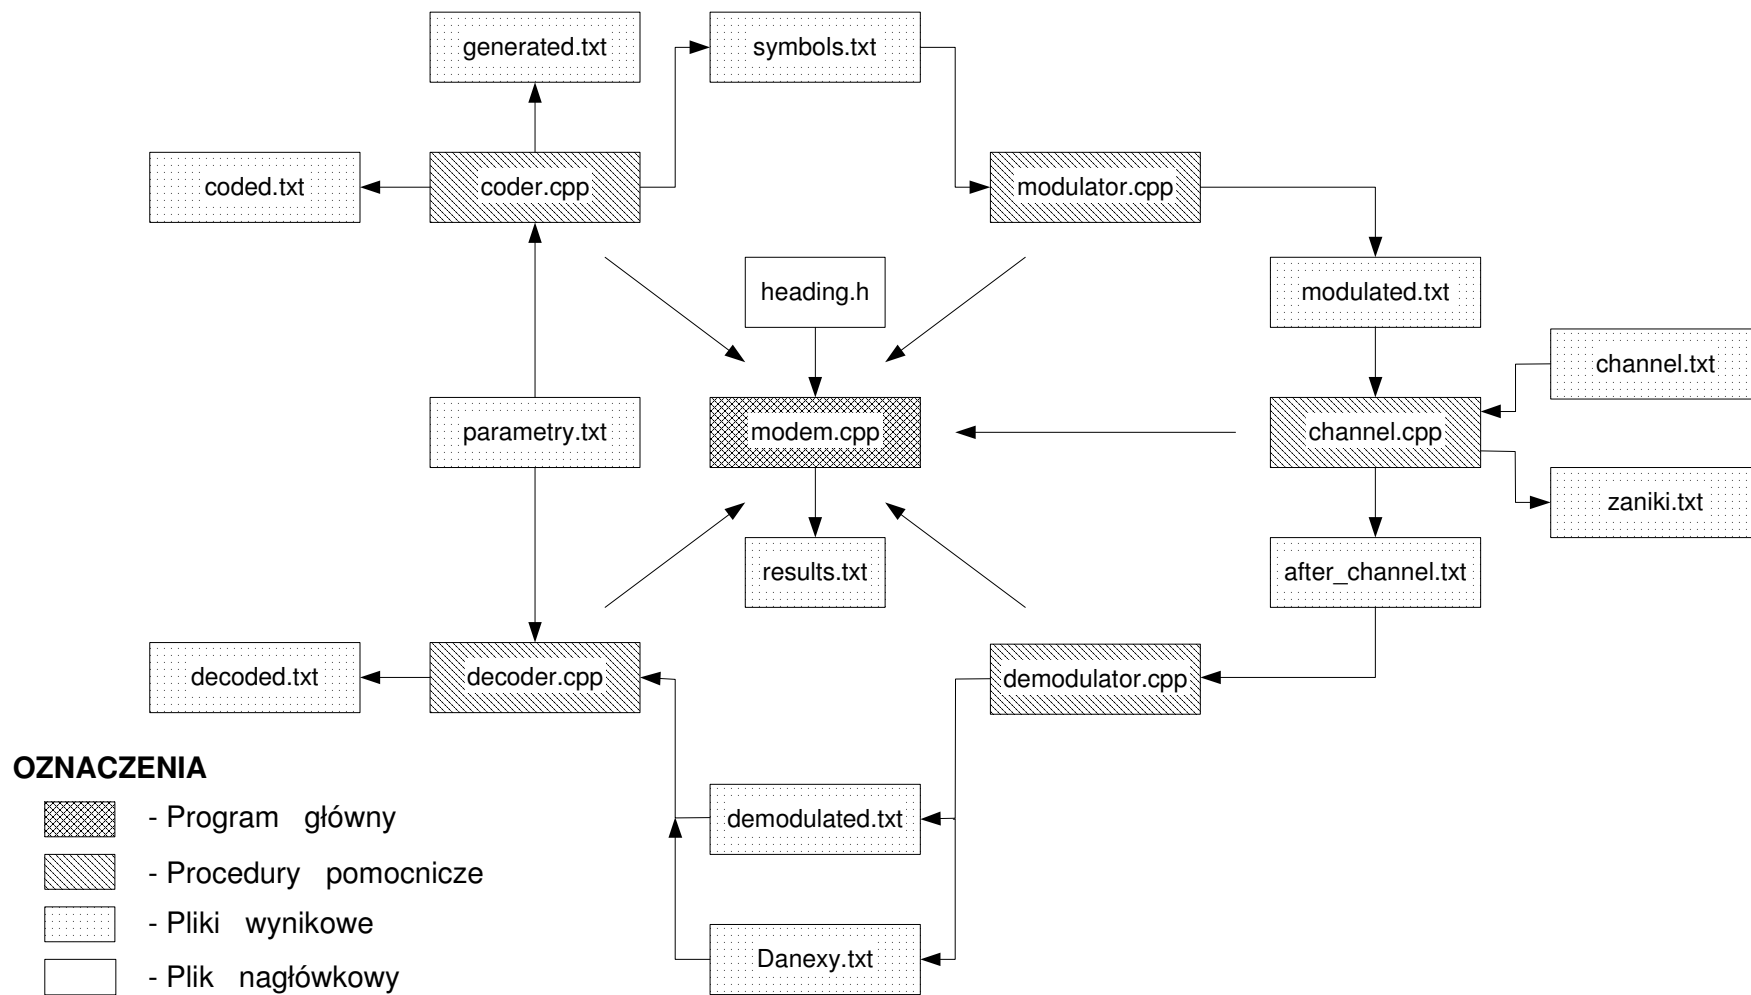 generated.txt
symbols.txt
coded.txt
coder.cpp
modulator.cpp
heading.h
modulated.txt
channel.txt
parametry.txt
modem.cpp
channel.cpp
zaniki.txt
results.txt
after_channel.txt
decoded.txt
decoder.cpp
demodulator.cpp
OZNACZENIA
- Program główny
demodulated.txt
- Procedury pomocnicze
- Pliki wynikowe
Danexy.txt
- Plik nagłówkowy